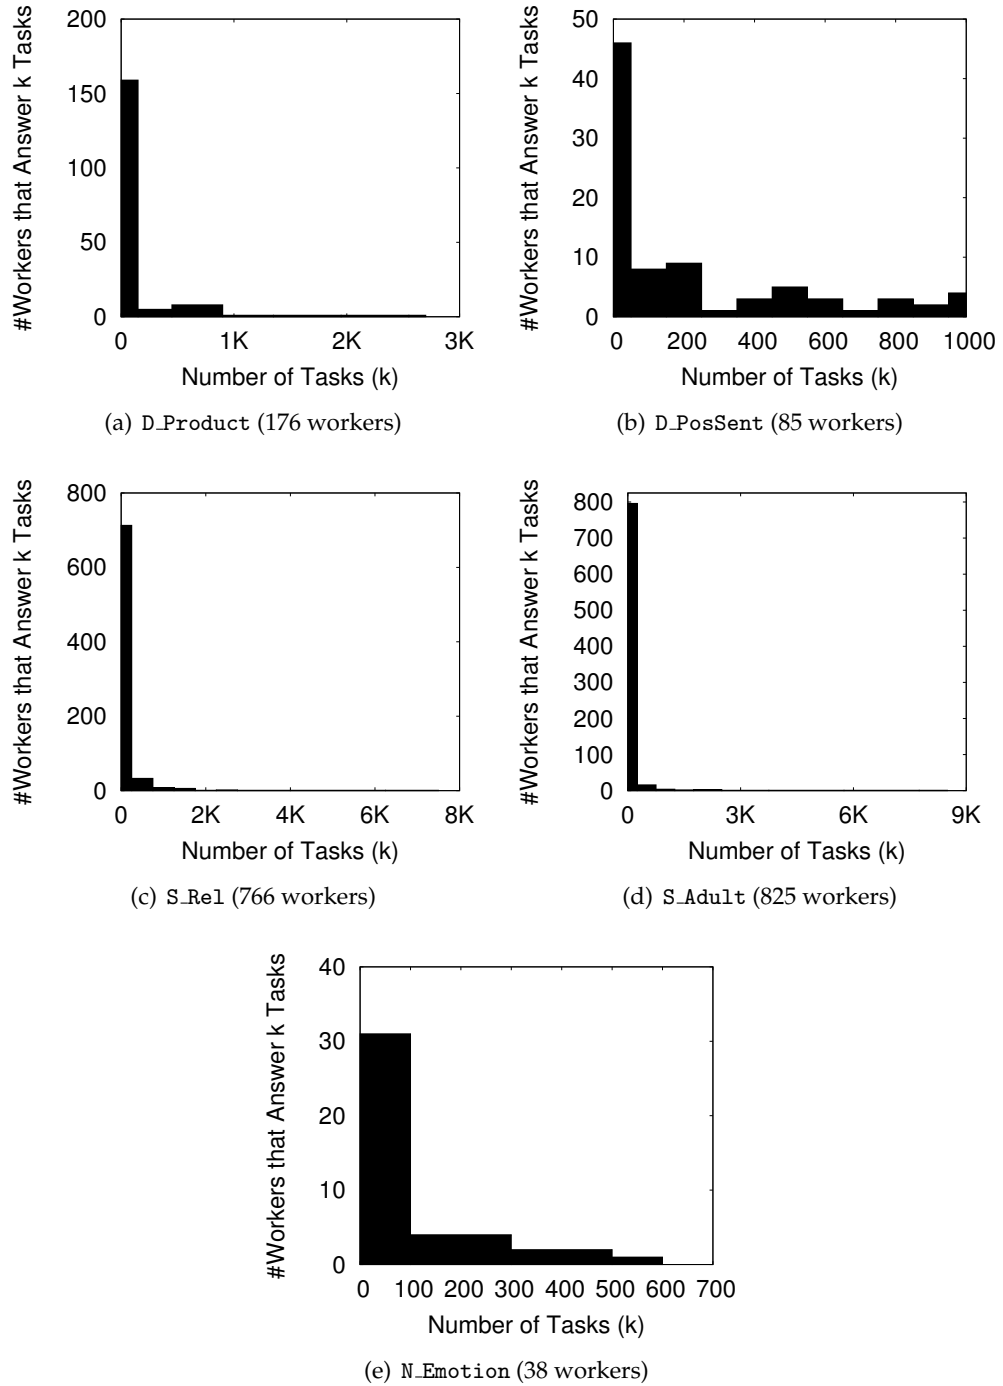 #Workers that Answer k Tasks
200
150
100
50
0
0 1K 2K 3K
Number of Tasks (k)
(a) D_Product (176 workers)
#Workers that Answer k Tasks
50
40
30
20
10
0
0 200 400 600 800 1000
Number of Tasks (k)
(b) D_PosSent (85 workers)
#Workers that Answer k Tasks
800
600
400
200
0
0 2K 4K 6K 8K
Number of Tasks (k)
(c) S_Rel (766 workers)
#Workers that Answer k Tasks
800
700
600
500
400
300
200
100
0
0 3K 6K 9K
Number of Tasks (k)
(d) S_Adult (825 workers)
#Workers that Answer k Tasks
40
30
20
10
0
0 100 200 300 400 500 600 700
Number of Tasks (k)
(e) N_Emotion (38 workers)